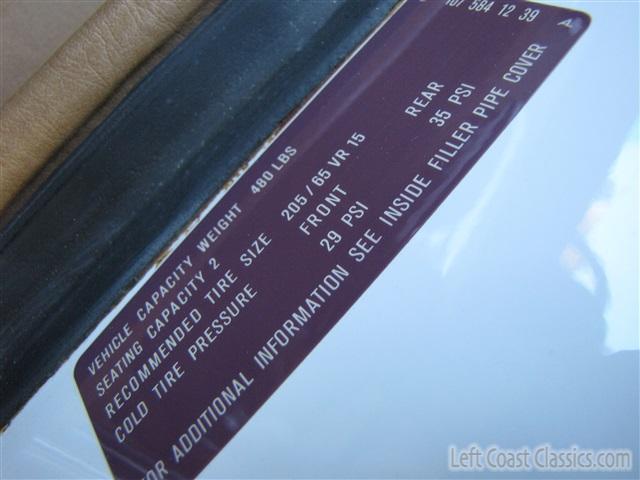 107 584 12 39 A
VEHICLE CAPACITY WEIGHT 480 LBS
SEATING CAPACITY 2
RECOMMENDED TIRE SIZE 205/65 VR 15
FRONT REAR
COLD TIRE PRESSURE 29 PSI 35 PSI
FOR ADDITIONAL INFORMATION SEE INSIDE FILLER PIPE COVER
Left Coast Classics.com